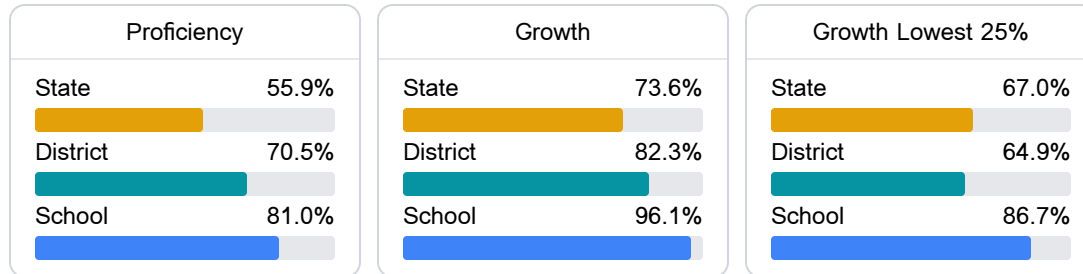 Proficiency
State 55.9%
District 70.5%
School 81.0%
Growth
State 73.6%
District 82.3%
School 96.1%
Growth Lowest 25%
State 67.0%
District 64.9%
School 86.7%